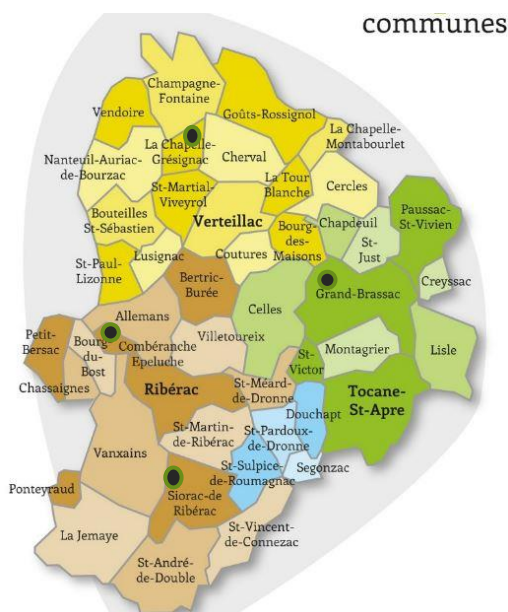 communes
Champagne-
Fontaine
Vendoire
Goûts-Rossignol
La Chapelle-
Montabourlet
La Chapelle-
Grésignac
Cherval
Nanteuil-Auriac-
de-Bourzac
La Tour
Blanche
Cercles
St-Martial-
Viveyrol
Paussac-
St-Vivien
Bouteilles
St-Sébastien
Verteillac
Bourg-
des-
Maisons
Chapdeuil
St-
Just
St-Paul-
Lizonne
Lusignac
Coutures
Creyssac
Bertric-
Burée
Grand-Brassac
Celles
Allemans
Petit-
Bersac
Bourg-
du-
Bost
Combéranche
Epeluche
Villetoureix
St-
Victor
Montagrier
Lisle
Chassaignes
Ribérac
St-Méard-
de-Dronne
Tocane-
St-Apre
Douchapt
St-Martin-
de-Ribérac
St-Pardoux-
de-Dronne
Vanxains
St-Sulpice-
de-Roumagnac
Segonzac
Ponteyraud
Siorac-de
Ribérac
La Jemaye
St-Vincent-
de-Connezac
St-André-
de-Double